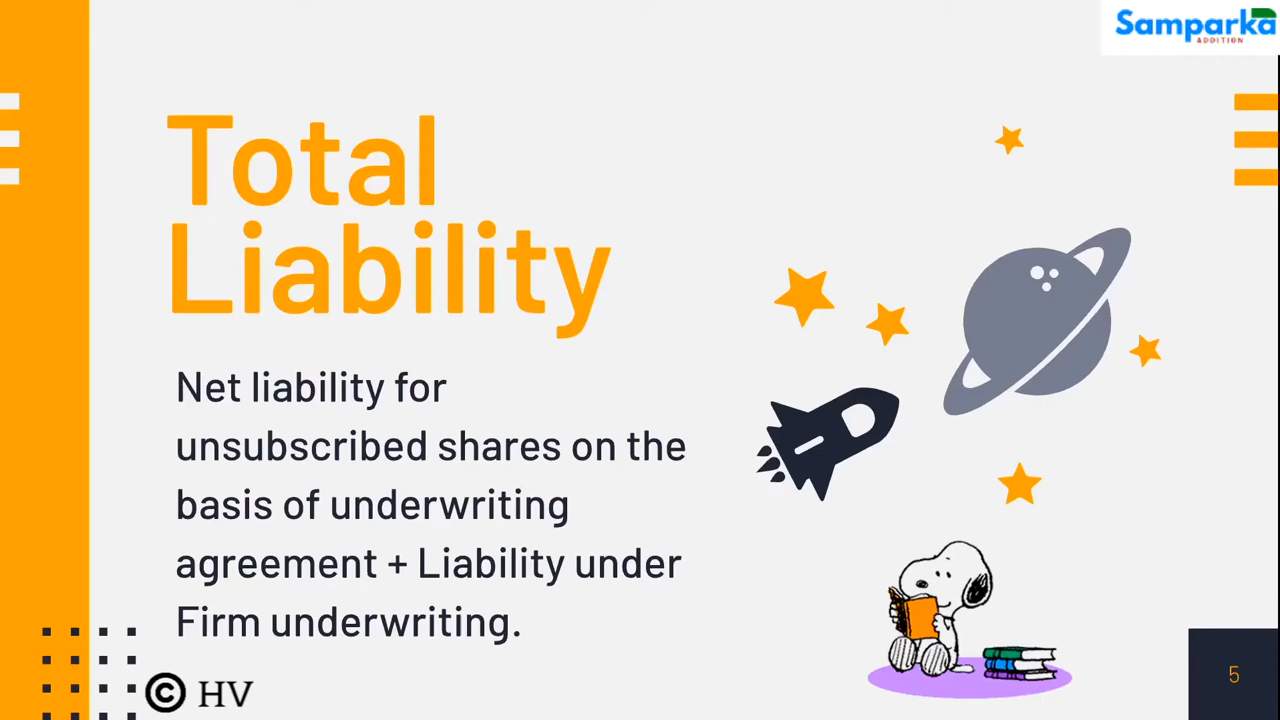 Samparka
ADDITION
Total
Liability
Net liability for
unsubscribed shares on the
basis of underwriting
agreement + Liability under
Firm underwriting.
© HV
5